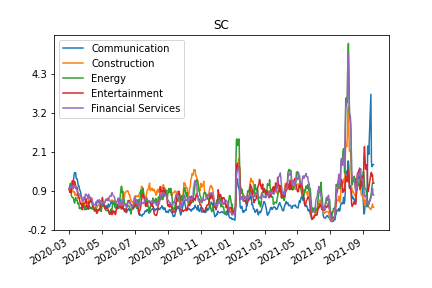 SC
Communication
Construction
Energy
Entertainment
Financial Services
4.3
3.2
2.1
0.9
-0.2
2020-03
2020-05
2020-07
2020-09
2020-11
2021-01
2021-03
2021-05
2021-07
2021-09